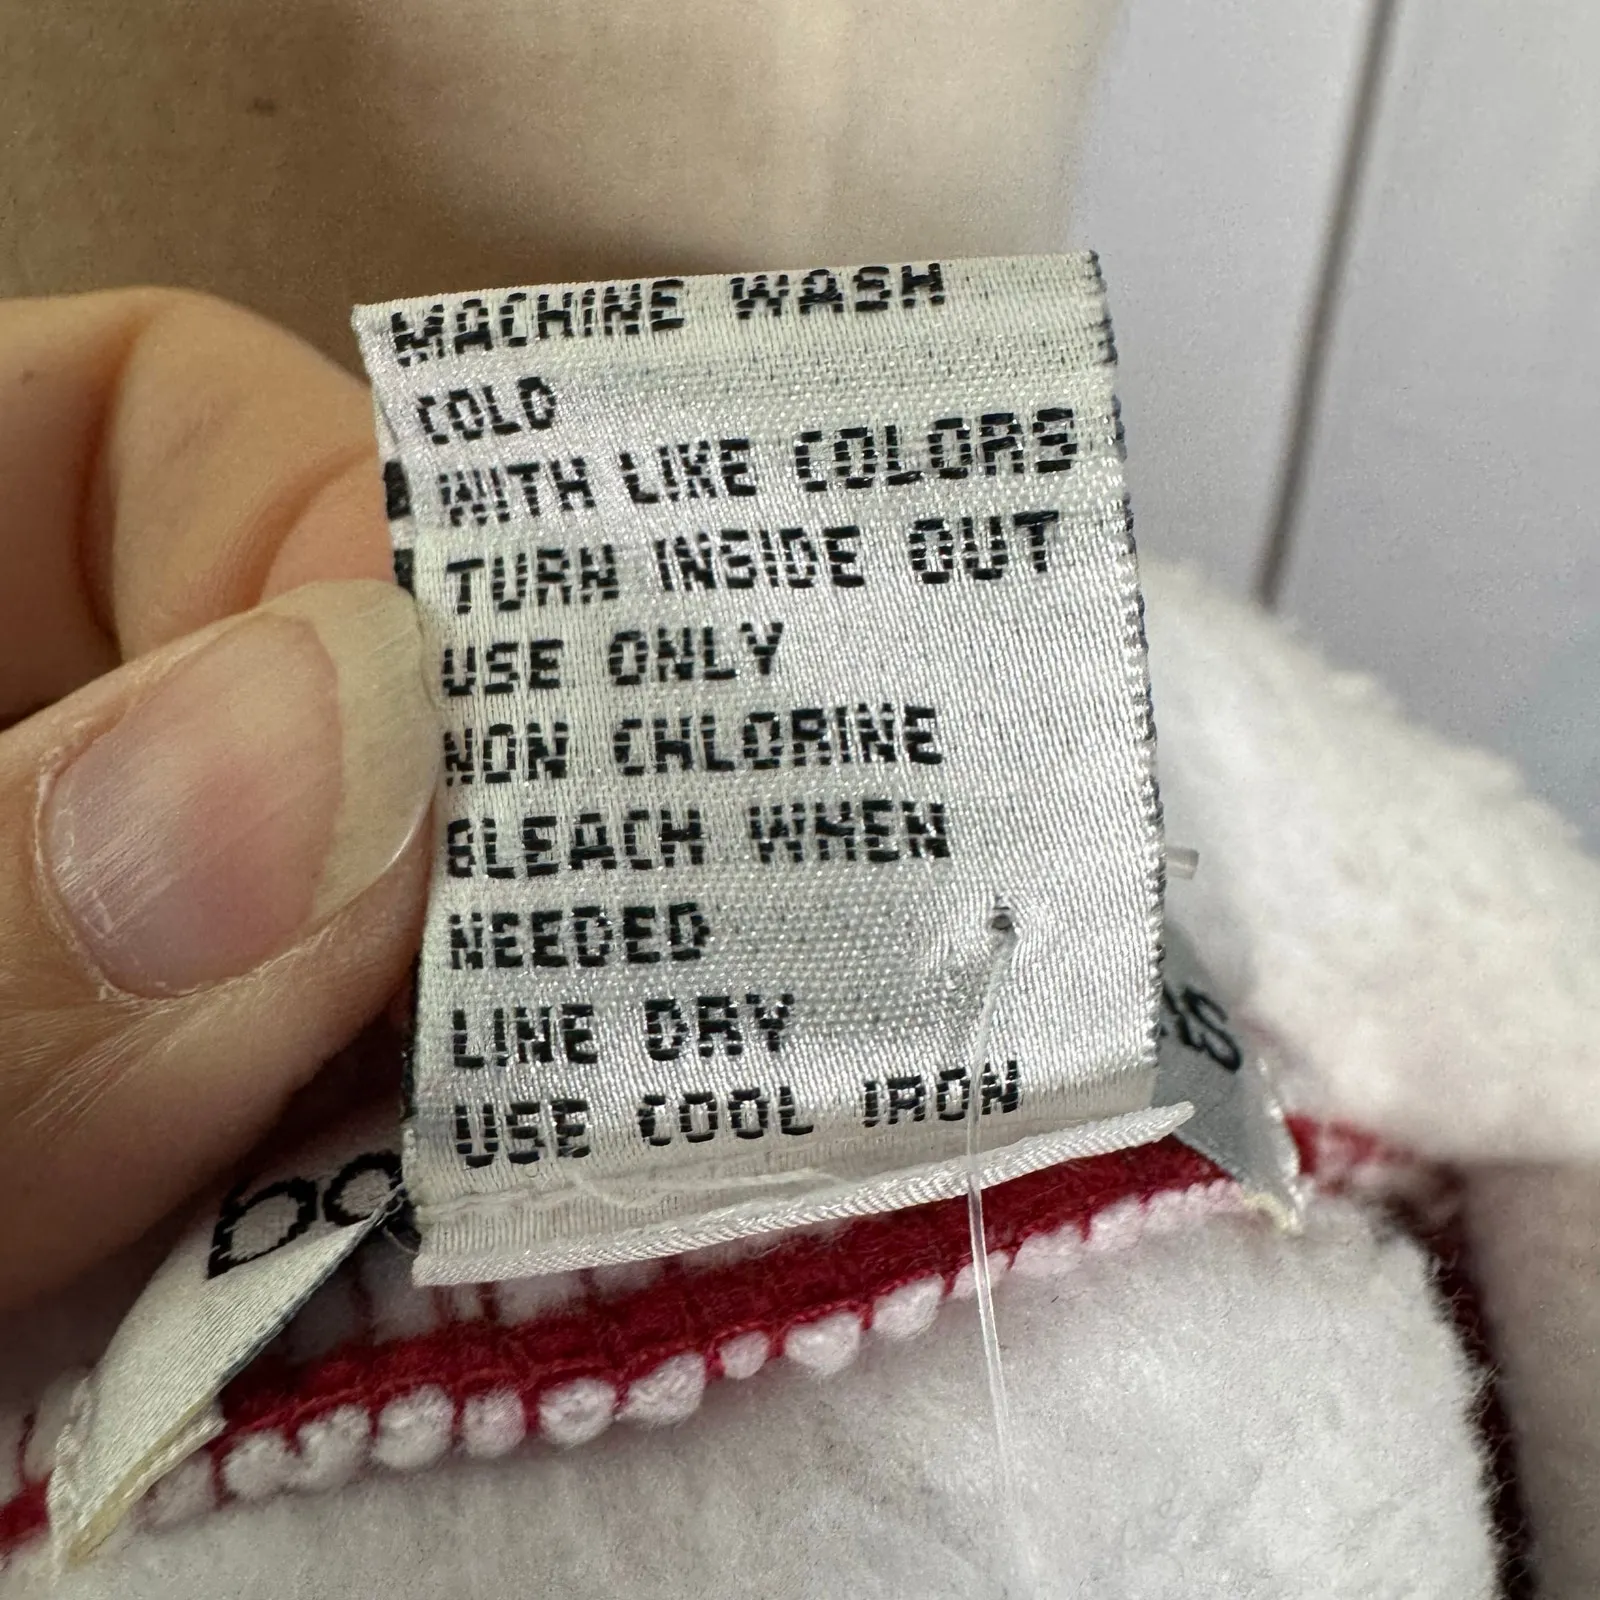 MACHINE WASH
COLD
WITH LIKE COLORS
TURN INSIDE OUT
USE ONLY
NON CHLORINE
BLEACH WHEN
NEEDED
LINE DRY
USE COOL IRON